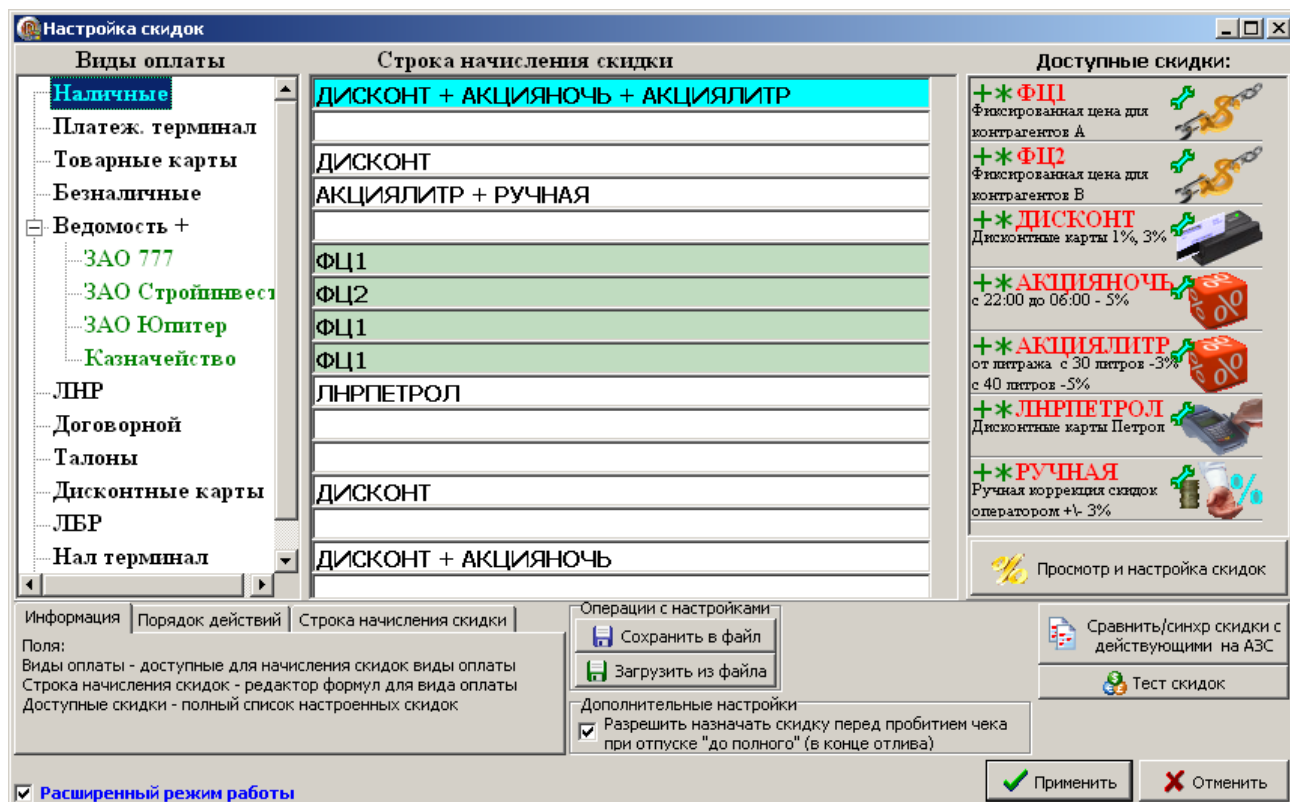 Настройка скидок
Виды оплаты
Строка начисления скидки
Доступные скидки:
Наличные
ДИСКОНТ + АКЦИЯНОЧЬ + АКЦИЯЛИТР
Платеж. терминал
Товарные карты
ДИСКОНТ
Безналичные
АКЦИЯЛИТР + РУЧНАЯ
Ведомость +
ЗАО 777
ФЦ1
ЗАО Стройинвест
ФЦ2
ЗАО Юпитер
ФЦ1
Казначейство
ФЦ1
ЛНР
ЛНРПЕТРОЛ
Договорной
Талоны
Дисконтные карты
ДИСКОНТ
ЛБР
Нал терминал
ДИСКОНТ + АКЦИЯНОЧЬ
+*ФЦ1
Фиксированная цена для
контрагентов А
+*ФЦ2
Фиксированная цена для
контрагентов В
+*ДИСКОНТ
Дисконтные карты 1%, 3%
+*АКЦИЯНОЧЬ
с 22:00 до 06:00 - 5%
+*АКЦИЯЛИТР
от литража с 30 литров -3%
с 40 литров -5%
+*ЛНРПЕТРОЛ
Дисконтные карты Петрол
+*РУЧНАЯ
Ручная коррекция скидок
оператором +\- 3%
Просмотр и настройка скидок
Информация
Порядок действий
Строка начисления скидки
Поля:
Виды оплаты - доступные для начисления скидок виды оплаты
Строка начисления скидок - редактор формул для вида оплаты
Доступные скидки - полный список настроенных скидок
Операции с настройками
Сохранить в файл
Загрузить из файла
Дополнительные настройки
Разрешить назначать скидку перед пробитием чека
при отпуске "до полного" (в конце отлива)
Сравнить/синхр скидки с
действующими на АЗС
Тест скидок
Расширенный режим работы
Применить
Отменить